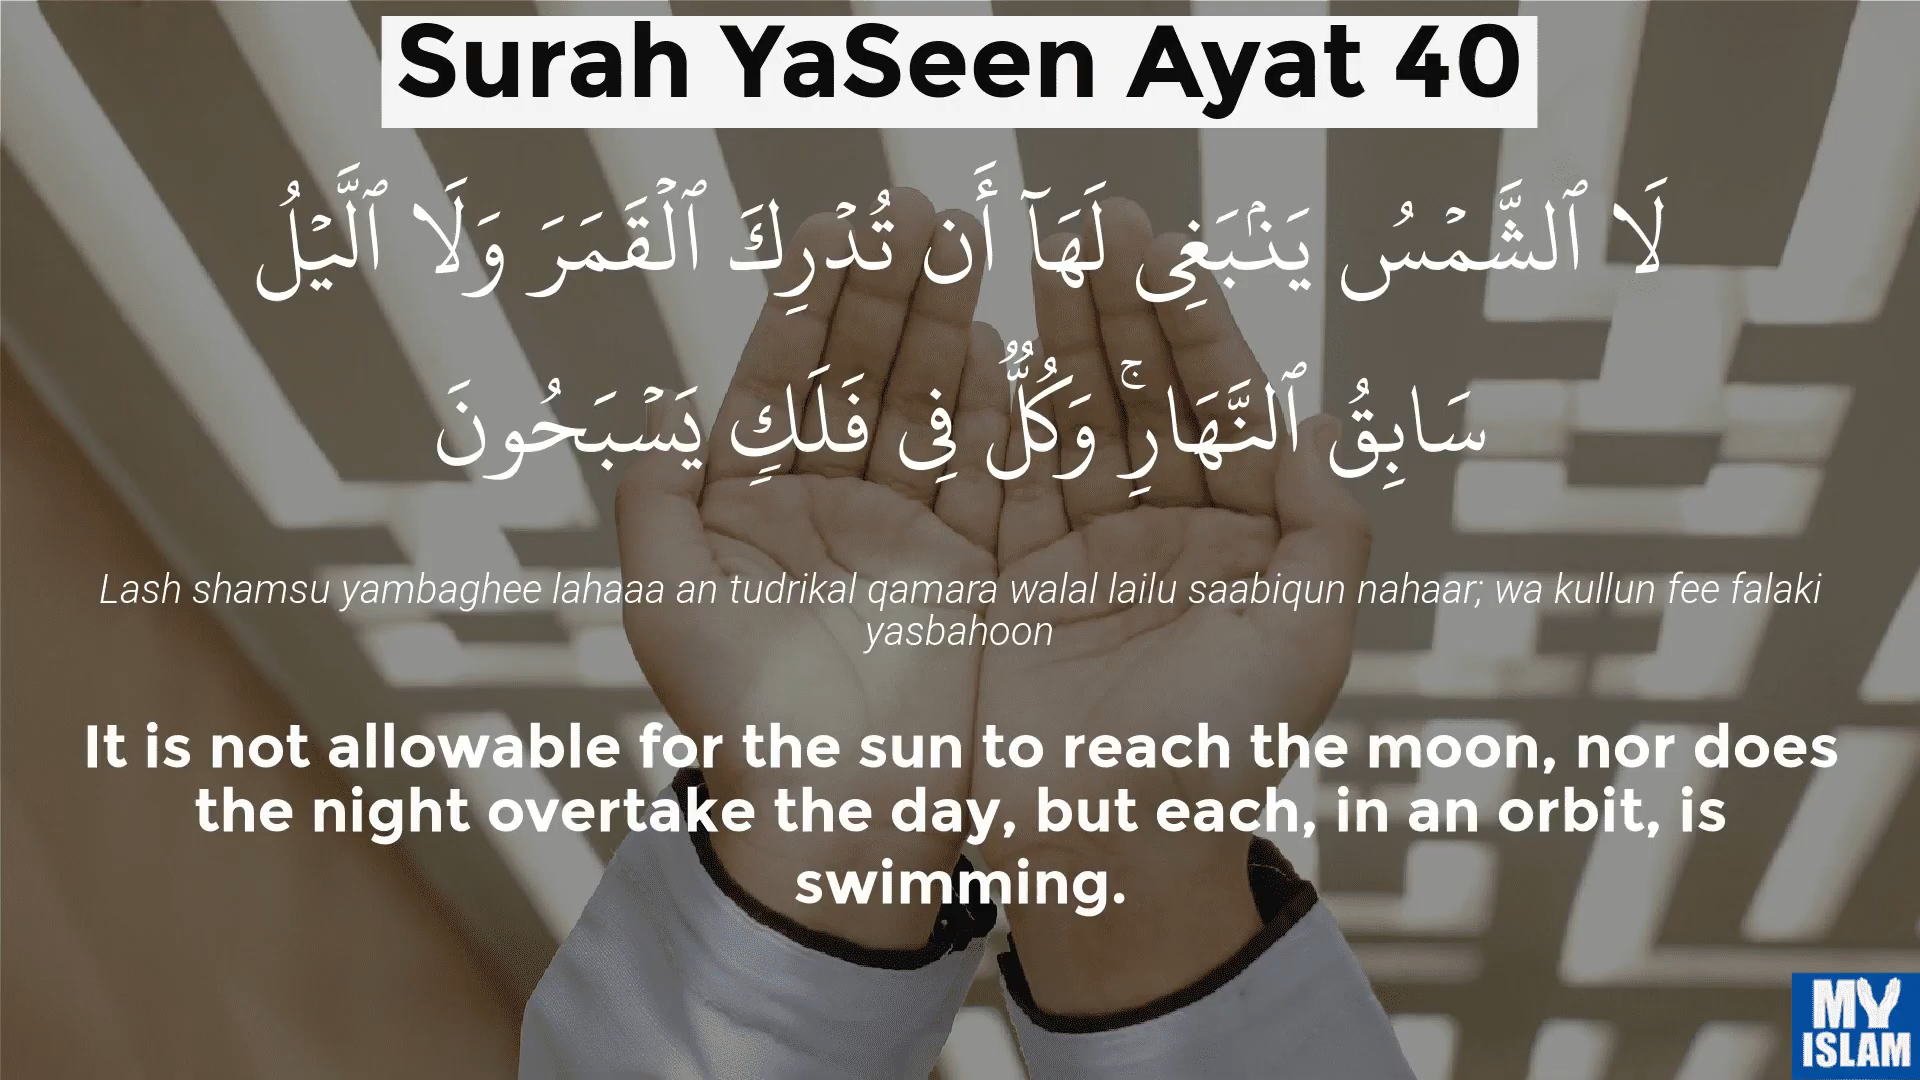 Surah YaSeen Ayat 40
لَا ٱلشَّمۡسُ يَنۢبَغِى لَهَآ أَن تُدۡرِكَ ٱلۡقَمَرَ وَلَا ٱلَّيۡلُ
سَابِقُ ٱلنَّهَارِۚ وَكُلٌّ فِى فَلَكٍ يَسۡبَحُونَ
Lash shamsu yambaghee lahaaa an tudrikal qamara walal lailu saabiqun nahaar; wa kullun fee falaki
yasbahoon
It is not allowable for the sun to reach the moon, nor does
the night overtake the day, but each, in an orbit, is
swimming.
MY
ISLAM